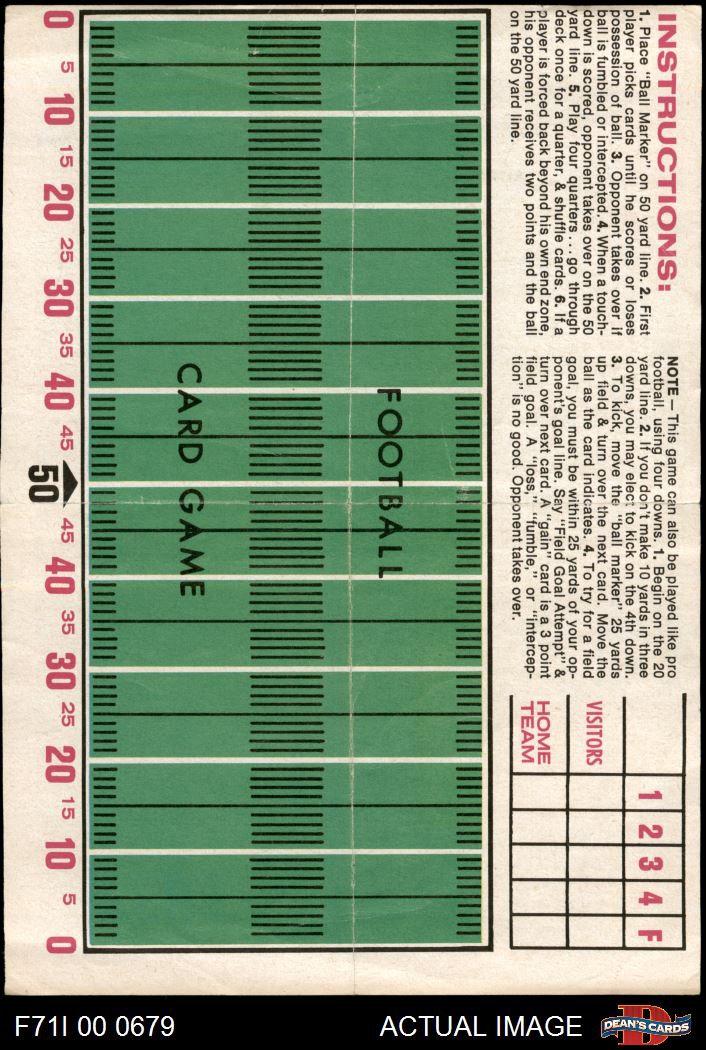 INSTRUCTIONS:
1. Place "Ball Marker" on 50 yard line. 2. First
player picks cards until he scores or loses
possession of ball. 3. Opponent takes over if
ball is fumbled or intercepted. 4. When a touch-
down is scored, opponent takes over on the 50
yard line. 5. Play four quarters...go through
deck once for a quarter, & shuffle cards. 6. If a
player is forced back beyond his own end zone,
his opponent receives two points and the ball
on the 50 yard line.
NOTE—This game can also be played like pro
football, using four downs. 1. Begin on the 20
yard line. 2. If you don't make 10 yards in three
downs, you may elect to kick on the 4th down.
3. To kick, move the "ball marker" 25 yards
up field & turn over the next card. Move the
ball as the card indicates. 4. To try for a field
goal, you must be within 25 yards of your op-
ponent's goal line. Say "Field Goal Attempt" &
turn over next card. A "gain" card is a 3 point
field goal. A "loss," "fumble," or "intercep-
tion" is no good. Opponent takes over.
1 2 3 4 F
VISITORS
HOME
TEAM
FOOTBALL
CARD GAME
0 5 10 15 20 25 30 35 40 45 50 45 40 35 30 25 20 15 10 5 0
F71I 00 0679
ACTUAL IMAGE
D
DEAN'S CARDS